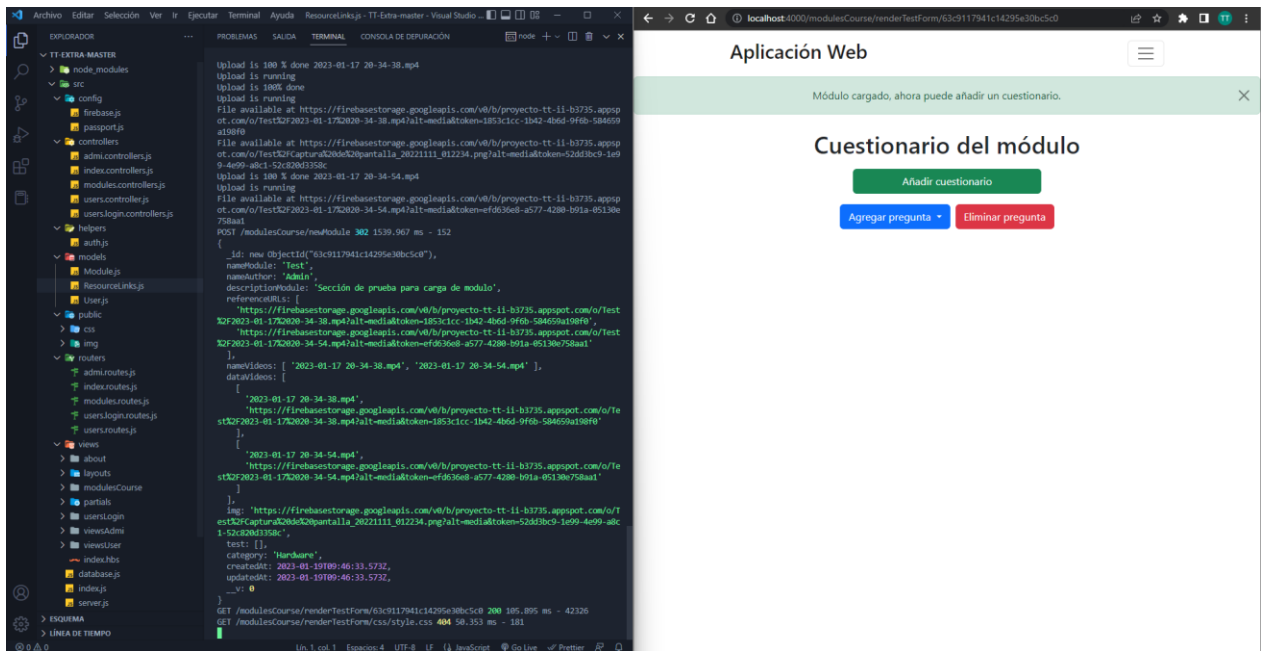 Archivo Editar Selección Ver Ir Ejecutar Terminal Ayuda ResourceLinks.js - TT-Extra-master - Visual Studio ...
EXPLORADOR
TT-EXTRA-MASTER
node_modules
src
config
firebase.js
passport.js
controllers
admi.controllers.js
index.controllers.js
modules.controllers.js
users.controller.js
users.login.controllers.js
helpers
auth.js
models
Module.js
ResourceLinks.js
User.js
public
css
img
routers
admi.routes.js
index.routes.js
modules.routes.js
users.login.routes.js
users.routes.js
views
about
layouts
modulesCourse
partials
usersLogin
viewsAdmi
viewsUser
index.hbs
database.js
index.js
server.js
ESQUEMA
LÍNEA DE TIEMPO
PROBLEMAS SALIDA TERMINAL CONSOLA DE DEPURACIÓN node
Upload is 100 % done 2023-01-17 20-34-38.mp4
Upload is running
Upload is 100% done
Upload is running
File available at https://firebasestorage.googleapis.com/v0/b/proyecto-tt-ii-b3735.appsp
ot.com/o/Test%2F2023-01-17%2020-34-38.mp4?alt=media&token=1853c1cc-1b42-4b6d-9f6b-584659
a198f0
File available at https://firebasestorage.googleapis.com/v0/b/proyecto-tt-ii-b3735.appsp
ot.com/o/Test%2FCaptura%20de%20pantalla_20221111_012234.png?alt=media&token=52dd3bc9-1e9
9-4e99-a8c1-52c820d3358c
Upload is 100 % done 2023-01-17 20-34-54.mp4
Upload is running
File available at https://firebasestorage.googleapis.com/v0/b/proyecto-tt-ii-b3735.appsp
ot.com/o/Test%2F2023-01-17%2020-34-54.mp4?alt=media&token=efd636e8-a577-4280-b91a-05130e
758aa1
POST /modulesCourse/newModule 302 1539.967 ms - 152
{
_id: new ObjectId("63c9117941c14295e30bc5c0"),
nameModule: 'Test',
nameAuthor: 'Admin',
descriptionModule: 'Sección de prueba para carga de modulo',
referenceURLs: [
'https://firebasestorage.googleapis.com/v0/b/proyecto-tt-ii-b3735.appspot.com/o/Test
%2F2023-01-17%2020-34-38.mp4?alt=media&token=1853c1cc-1b42-4b6d-9f6b-584659a198f0',
'https://firebasestorage.googleapis.com/v0/b/proyecto-tt-ii-b3735.appspot.com/o/Test
%2F2023-01-17%2020-34-54.mp4?alt=media&token=efd636e8-a577-4280-b91a-05130e758aa1'
],
nameVideos: [ '2023-01-17 20-34-38.mp4', '2023-01-17 20-34-54.mp4' ],
dataVideos: [
[
'2023-01-17 20-34-38.mp4',
'https://firebasestorage.googleapis.com/v0/b/proyecto-tt-ii-b3735.appspot.com/o/Te
st%2F2023-01-17%2020-34-38.mp4?alt=media&token=1853c1cc-1b42-4b6d-9f6b-584659a198f0'
],
[
'2023-01-17 20-34-54.mp4',
'https://firebasestorage.googleapis.com/v0/b/proyecto-tt-ii-b3735.appspot.com/o/Te
st%2F2023-01-17%2020-34-54.mp4?alt=media&token=efd636e8-a577-4280-b91a-05130e758aa1'
]
],
img: 'https://firebasestorage.googleapis.com/v0/b/proyecto-tt-ii-b3735.appspot.com/o/T
est%2FCaptura%20de%20pantalla_20221111_012234.png?alt=media&token=52dd3bc9-1e99-4e99-a8c
1-52c820d3358c',
test: [],
category: 'Hardware',
createdAt: 2023-01-19T09:46:33.573Z,
updatedAt: 2023-01-19T09:46:33.573Z,
__v: 0
}
GET /modulesCourse/renderTestForm/63c9117941c14295e30bc5c0 200 105.895 ms - 42326
GET /modulesCourse/renderTestForm/css/style.css 404 50.353 ms - 181
0 0 Lín. 1, col. 1 Espacios: 4 UTF-8 LF {} JavaScript Go Live Prettier
localhost:4000/modulesCourse/renderTestForm/63c9117941c14295e30bc5c0 TT
Aplicación Web
Módulo cargado, ahora puede añadir un cuestionario.
Cuestionario del módulo
Añadir cuestionario
Agregar pregunta Eliminar pregunta